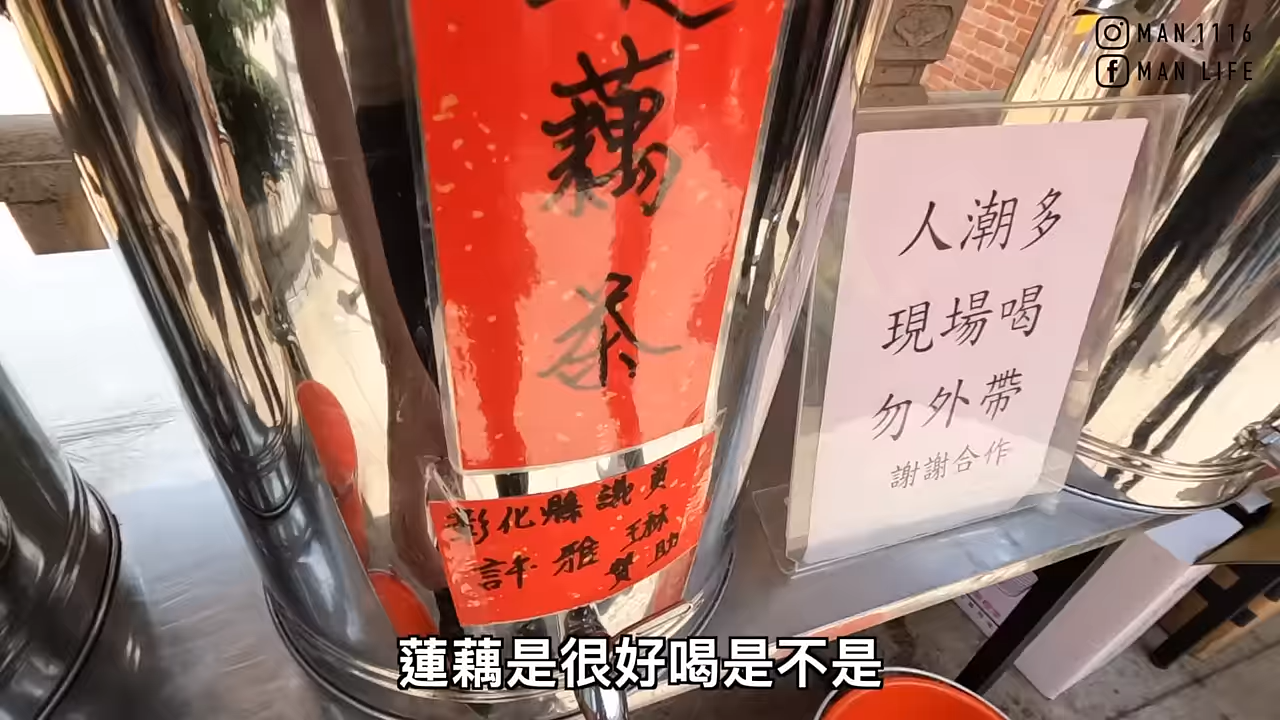 MAN.1116
MAN LIFE
藕
茶
彰化縣議員
許雅琳
贊助
人潮多
現場喝
勿外帶
謝謝合作
蓮藕是很好喝是不是